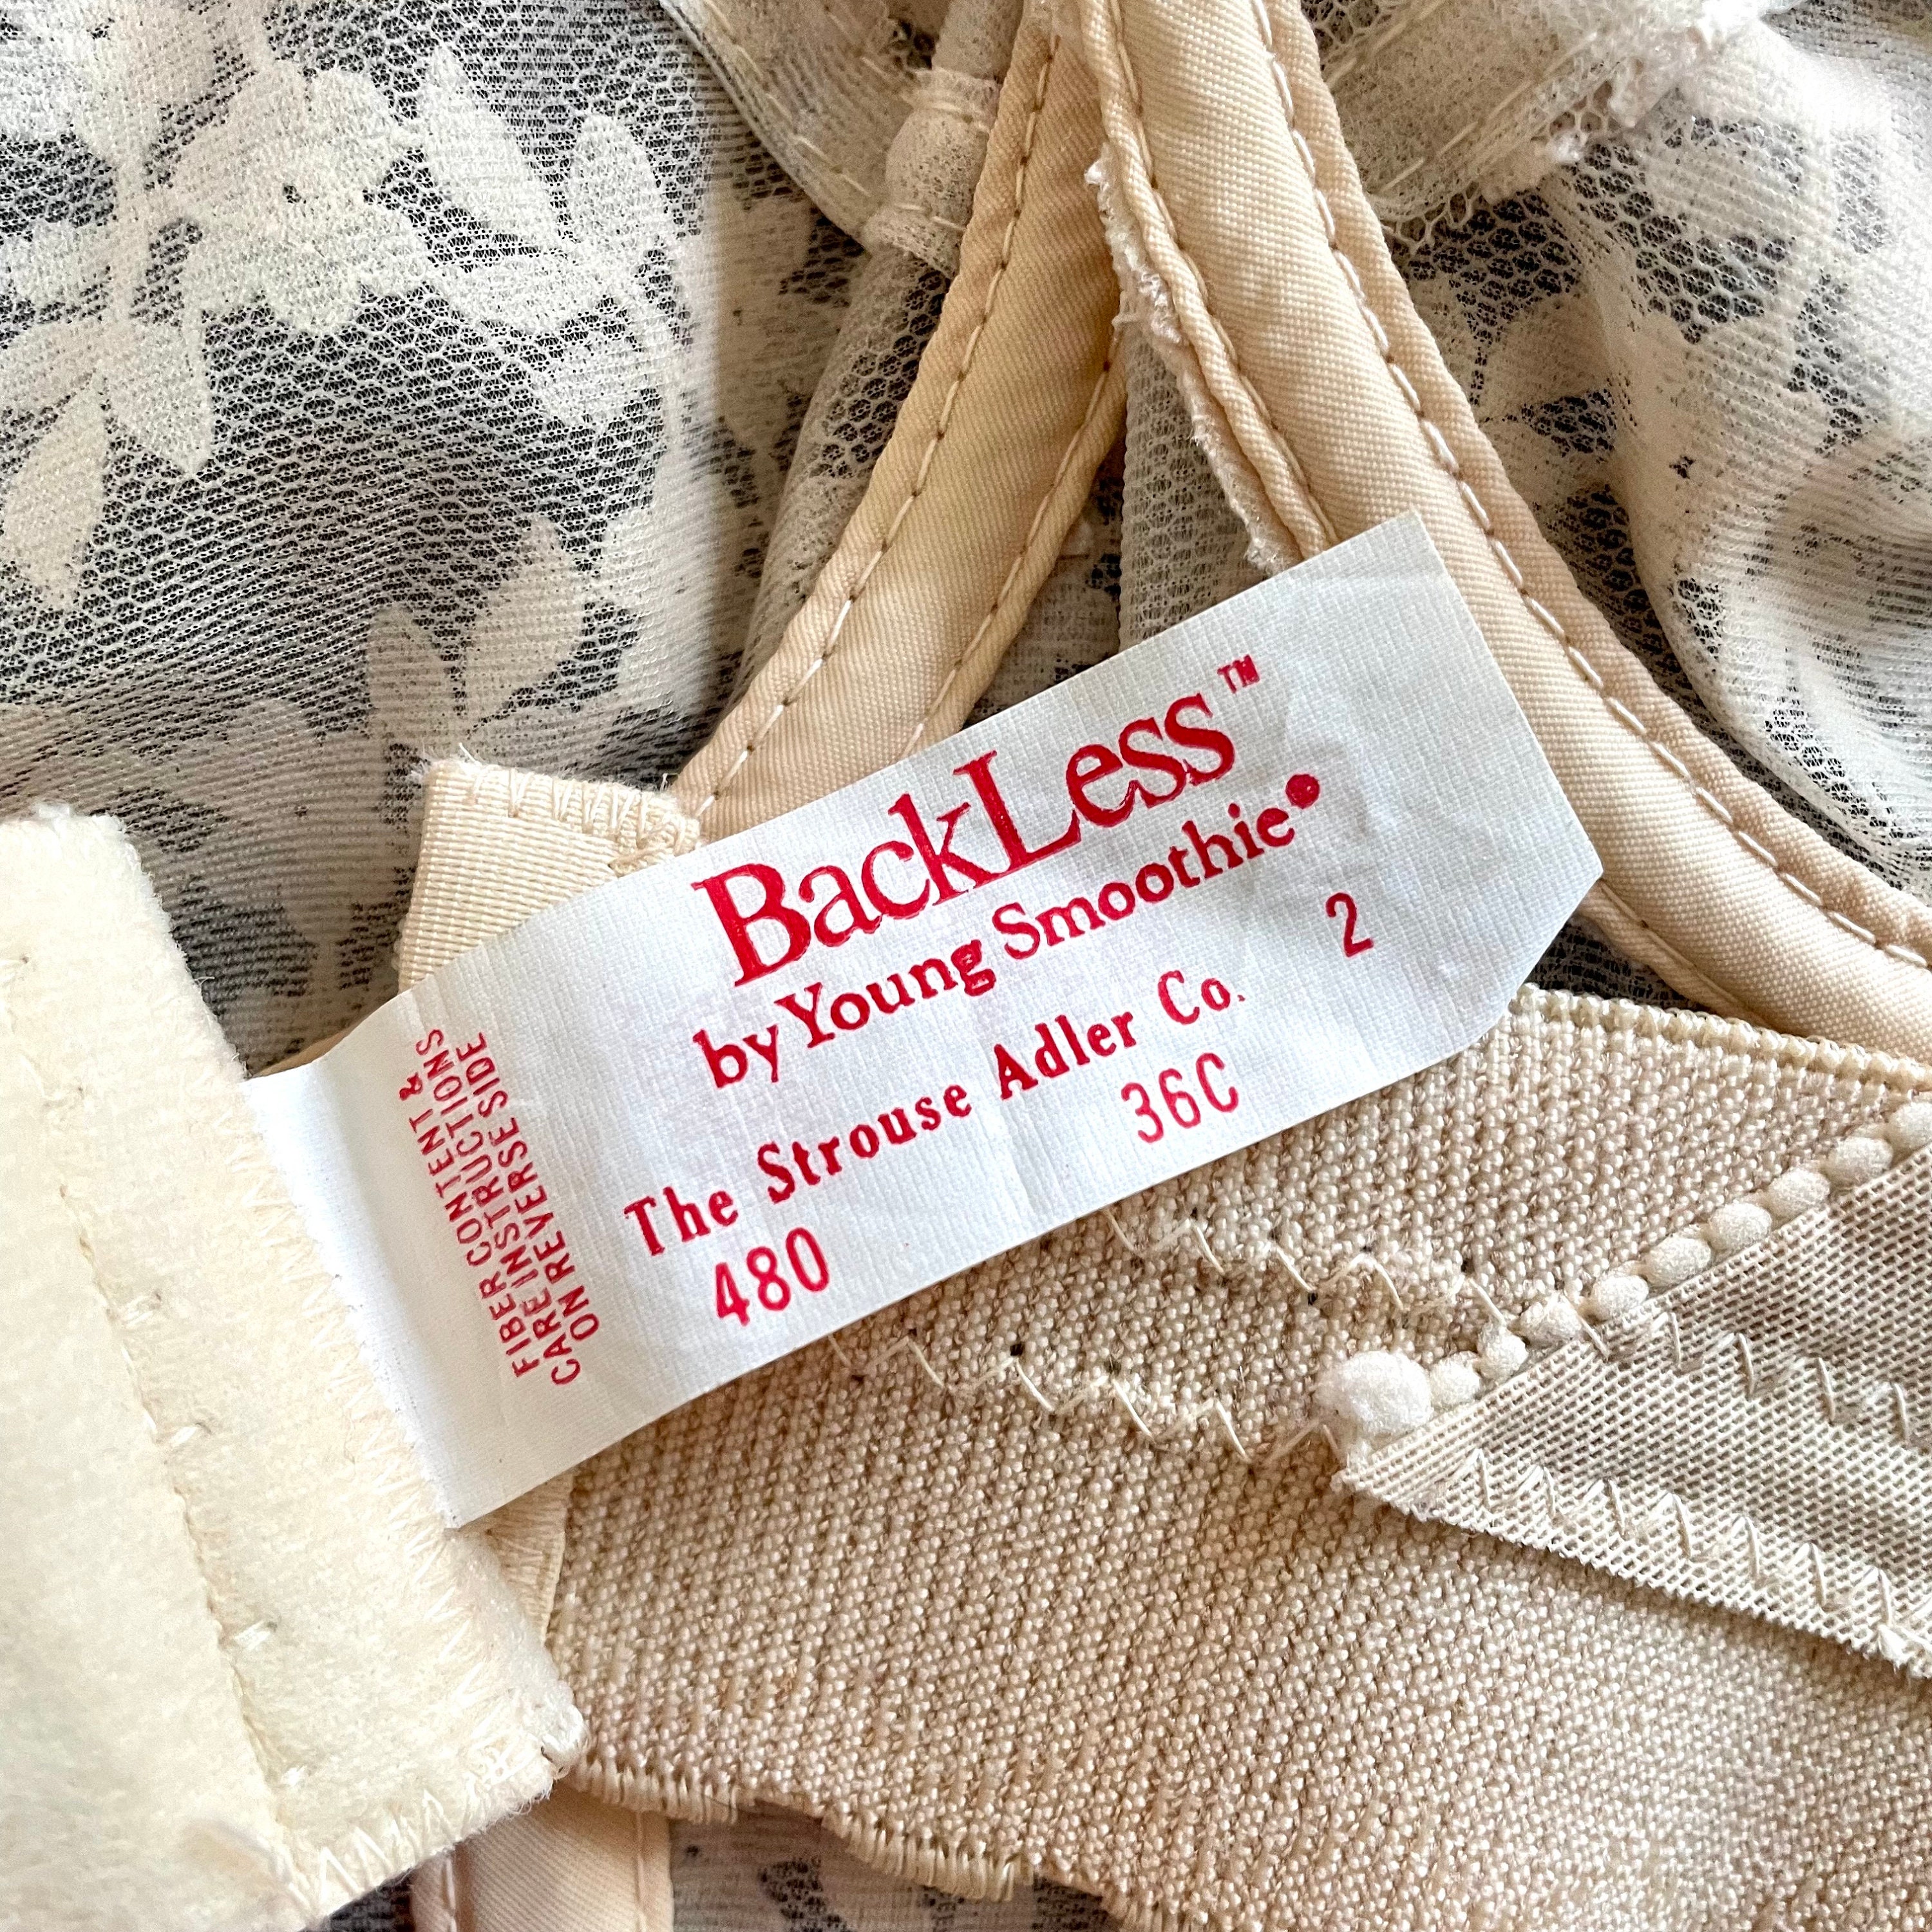 BackLess™
by Young Smoothie®
2
The Strouse Adler Co.
480 36C
FIBER CONTENT &
CARE INSTRUCTIONS
ON REVERSE SIDE